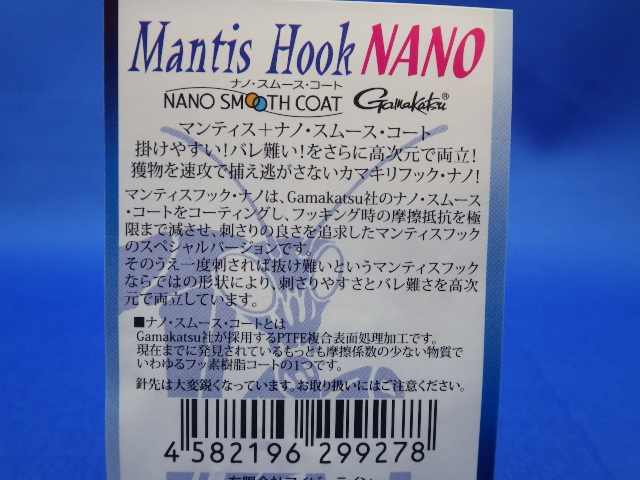 Mantis Hook NANO
ナノ・スムース・コート
NANO SMOOTH COAT Gamakatsu®
マンティス＋ナノ・スムース・コート
掛けやすい！バレ難い！をさらに高次元で両立！
獲物を速攻で捕え逃がさないカマキリフック・ナノ！
マンティスフック・ナノは、Gamakatsu社のナノ・スムース
・コートをコーティングし、フッキング時の摩擦抵抗を極
限まで減させ、刺さりの良さを追求したマンティスフック
のスペシャルバージョンです。
そのうえ一度刺されば抜け難いというマンティスフック
ならではの形状により、刺さりやすさとバレ難さを高次
元で両立しています。
■ナノ・スムース・コートとは
Gamakatsu社が採用するPTFE複合表面処理加工です。
現在までに発見されているもっとも摩擦係数の少ない物質で
いわゆるフッ素樹脂コートの1つです。
針先は大変鋭くなっています。お取り扱いにはご注意ください。
4 582196 299278